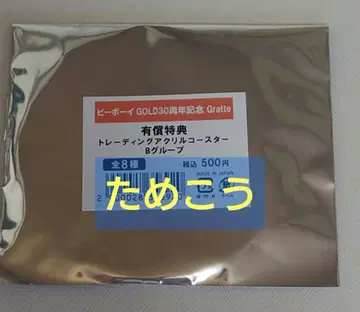 ビーボーイGOLD30周年記念 Gratte
有償特典
トレーディングアクリルコースター
Bグループ
全8種
税込 500円
MADE IN JAPAN
ためこう